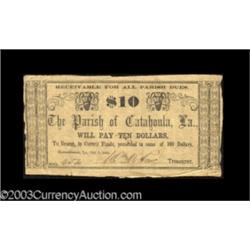 RECEIVABLE FOR ALL PARISH DUES.
$10
The Parish of Catahoula, La.,
WILL PAY TEN DOLLARS,
To Bearer, in Current Funds, presented in sums of 100 Dollars.
Treasurer.
©2003CurrencyAuction.com